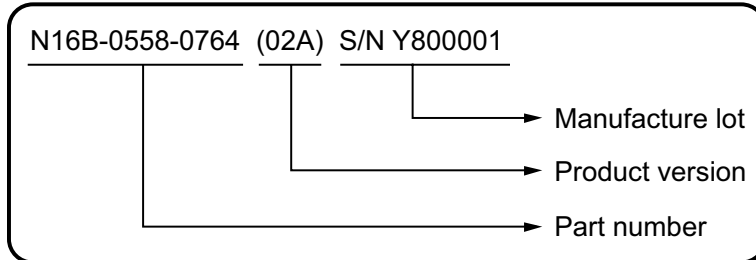 N16B-0558-0764 (02A) S/N Y800001
Manufacture lot
Product version
Part number